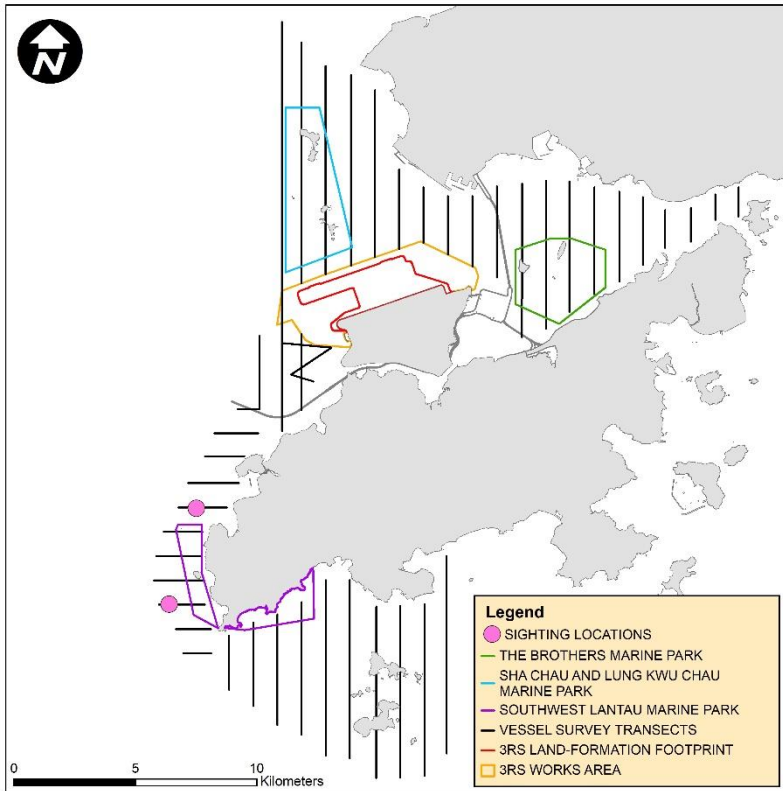 N
Legend
SIGHTING LOCATIONS
THE BROTHERS MARINE PARK
SHA CHAU AND LUNG KWU CHAU
MARINE PARK
SOUTHWEST LANTAU MARINE PARK
VESSEL SURVEY TRANSECTS
3RS LAND-FORMATION FOOTPRINT
3RS WORKS AREA
0 5 10
Kilometers